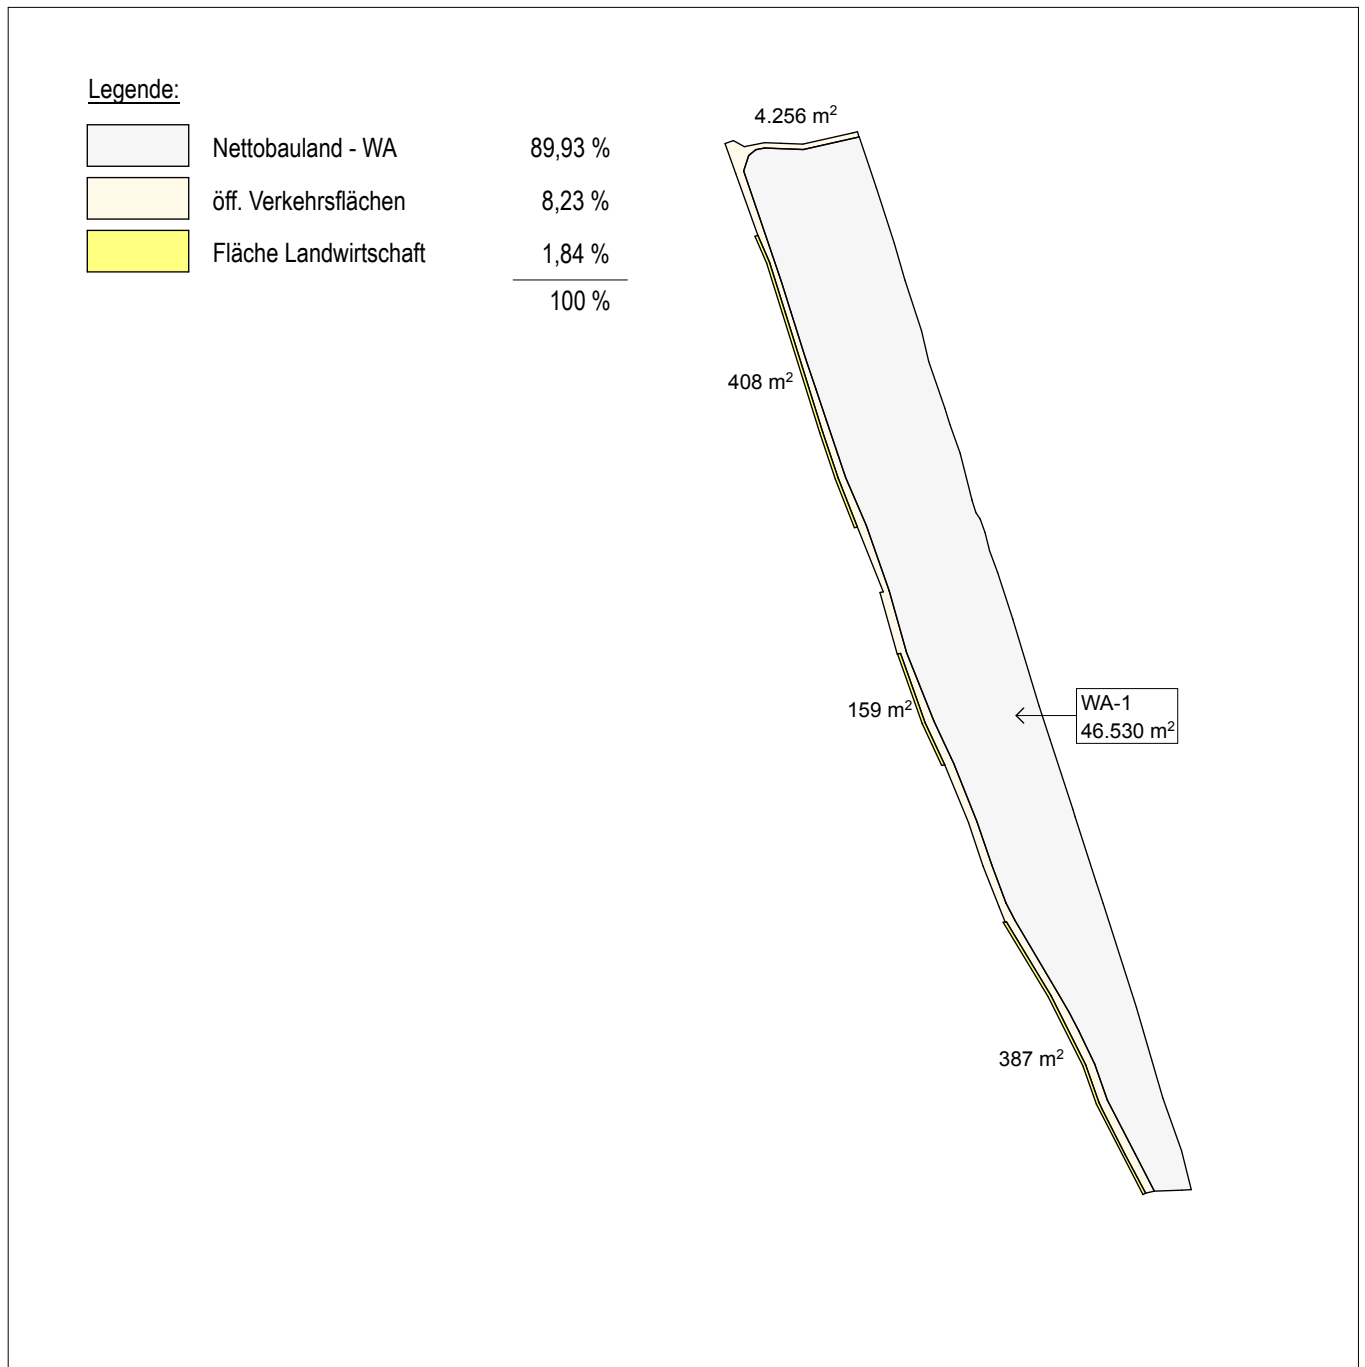 Legende:
Nettobauland - WA 89,93 %
öff. Verkehrsflächen 8,23 %
Fläche Landwirtschaft 1,84 %
100 %
4.256 m²
408 m²
159 m²
WA-1
46.530 m²
387 m²